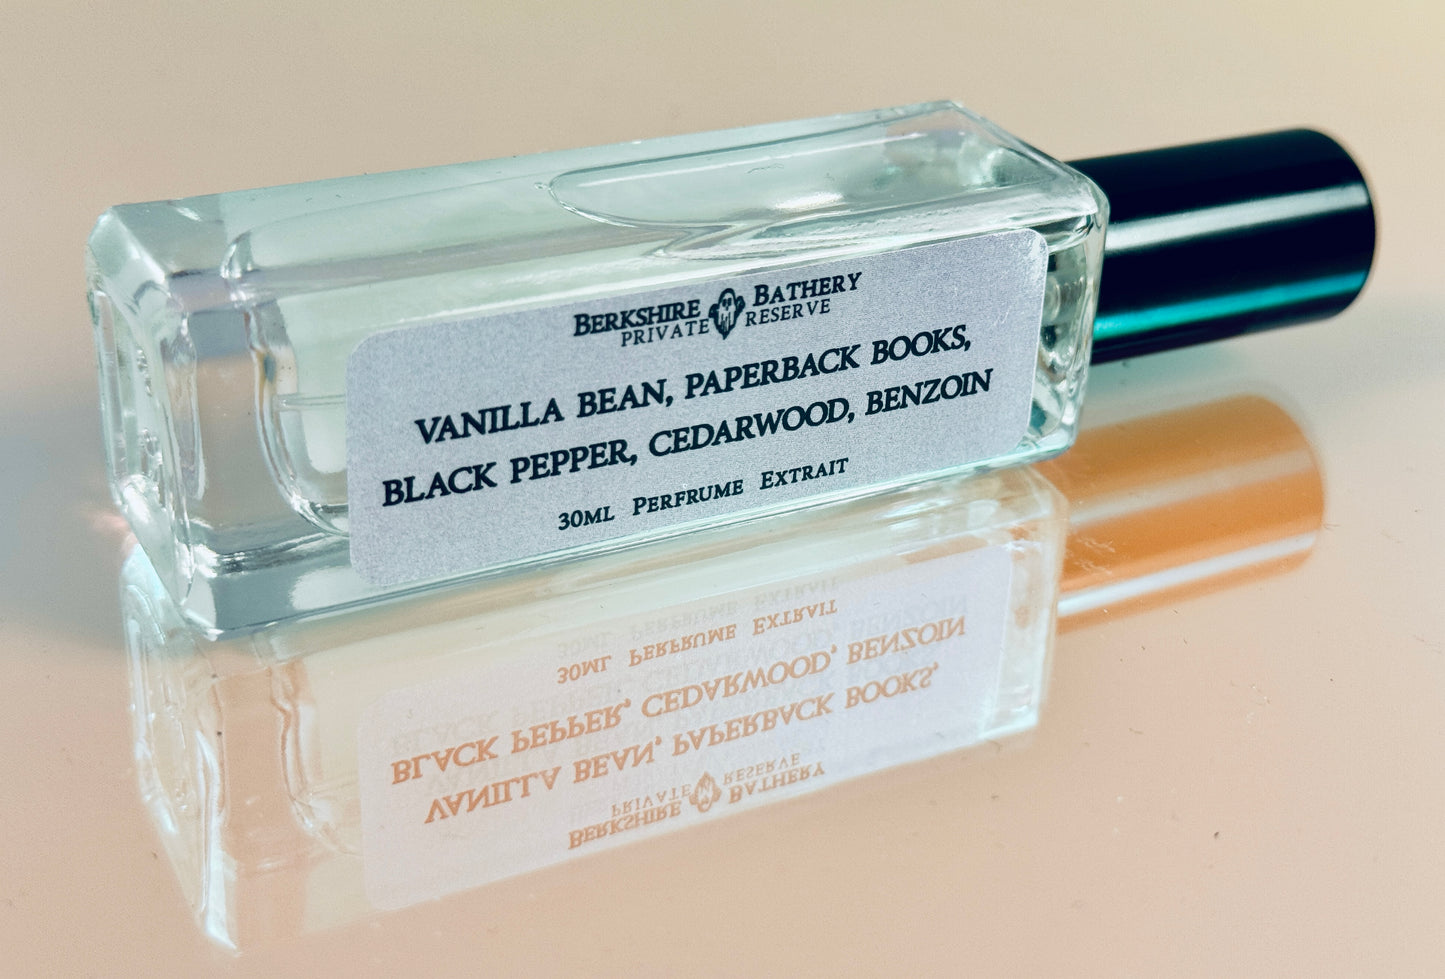 BERKSHIRE BATHERY
PRIVATE RESERVE
VANILLA BEAN, PAPERBACK BOOKS,
BLACK PEPPER, CEDARWOOD, BENZOIN
30ML PERFRUME EXTRAIT